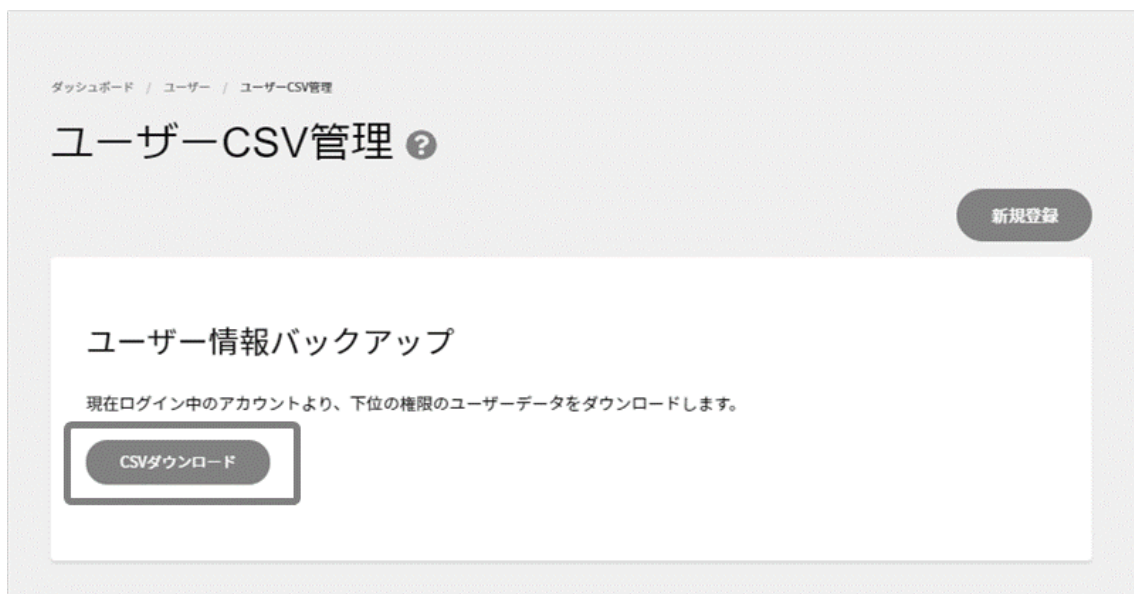 ダッシュボード / ユーザー / ユーザーCSV管理
ユーザーCSV管理 ?
新規登録
ユーザー情報バックアップ
現在ログイン中のアカウントより、下位の権限のユーザーデータをダウンロードします。
CSVダウンロード